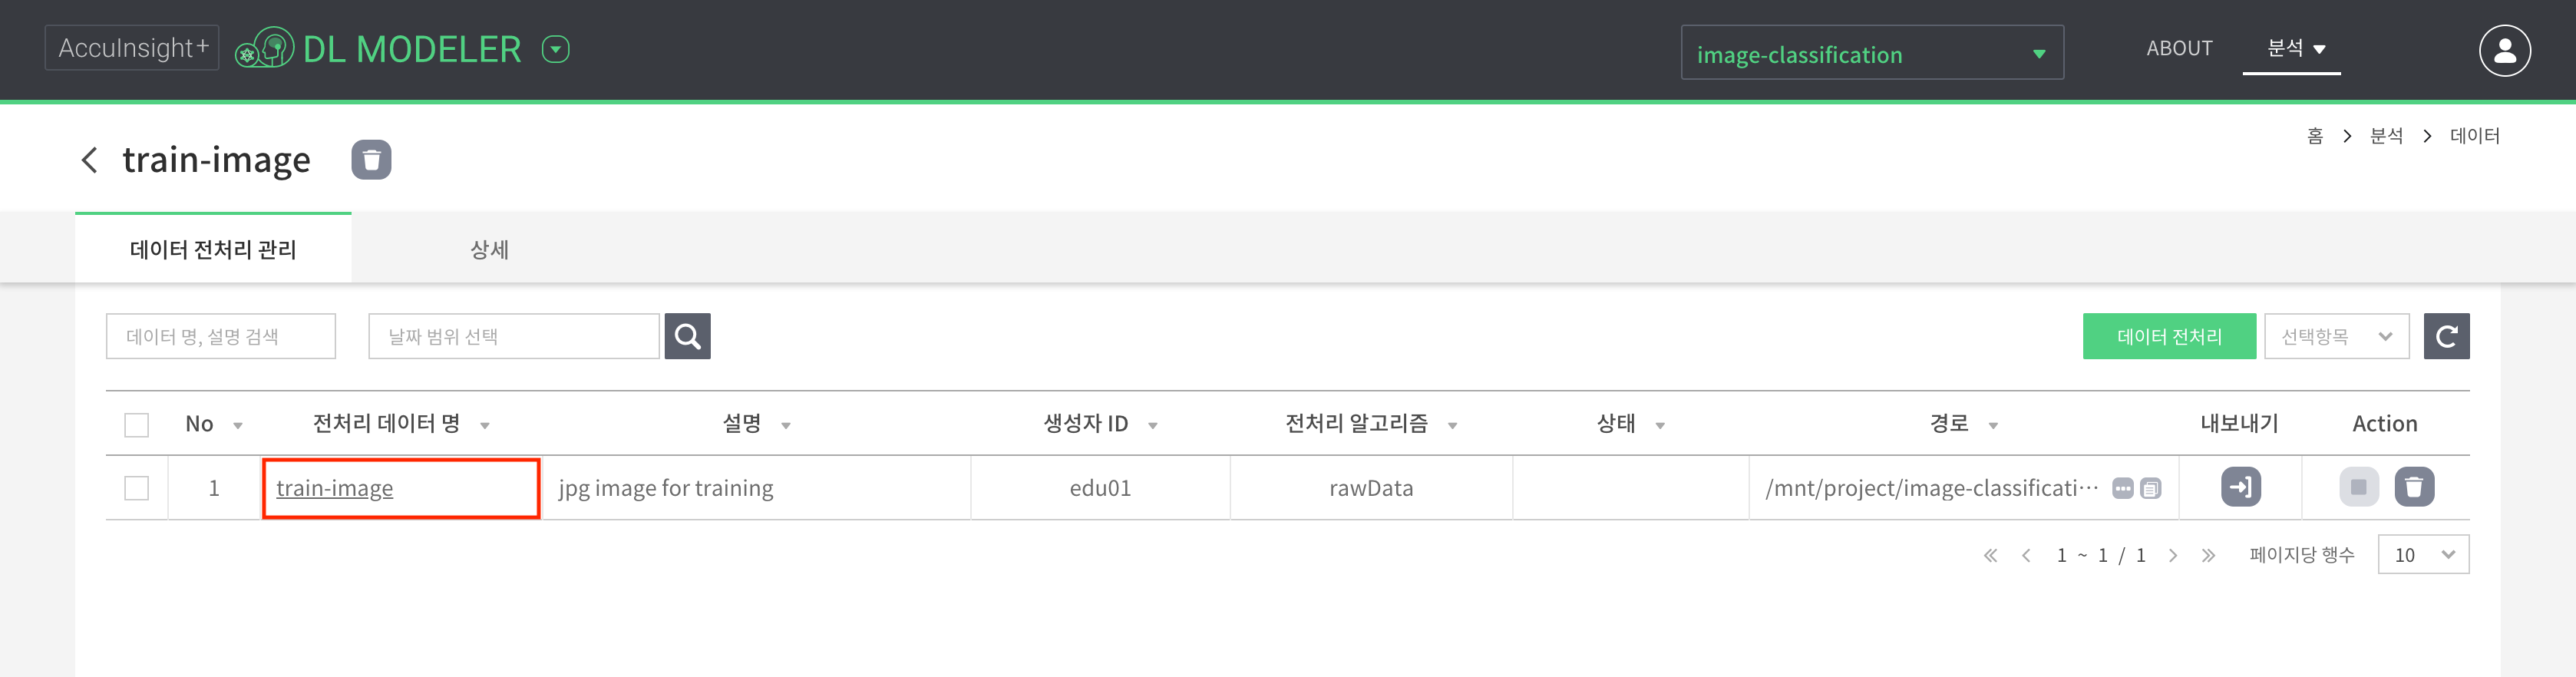 AccuInsight+ DL MODELER image-classification ABOUT 분석
홈 > 분석 > 데이터
train-image
데이터 전처리 관리 상세
데이터 명, 설명 검색 날짜 범위 선택 데이터 전처리 선택항목
No 전처리 데이터 명 설명 생성자 ID 전처리 알고리즘 상태 경로 내보내기 Action
1 train-image jpg image for training edu01 rawData /mnt/project/image-classificati···
1 ~ 1 / 1 페이지당 행수 10